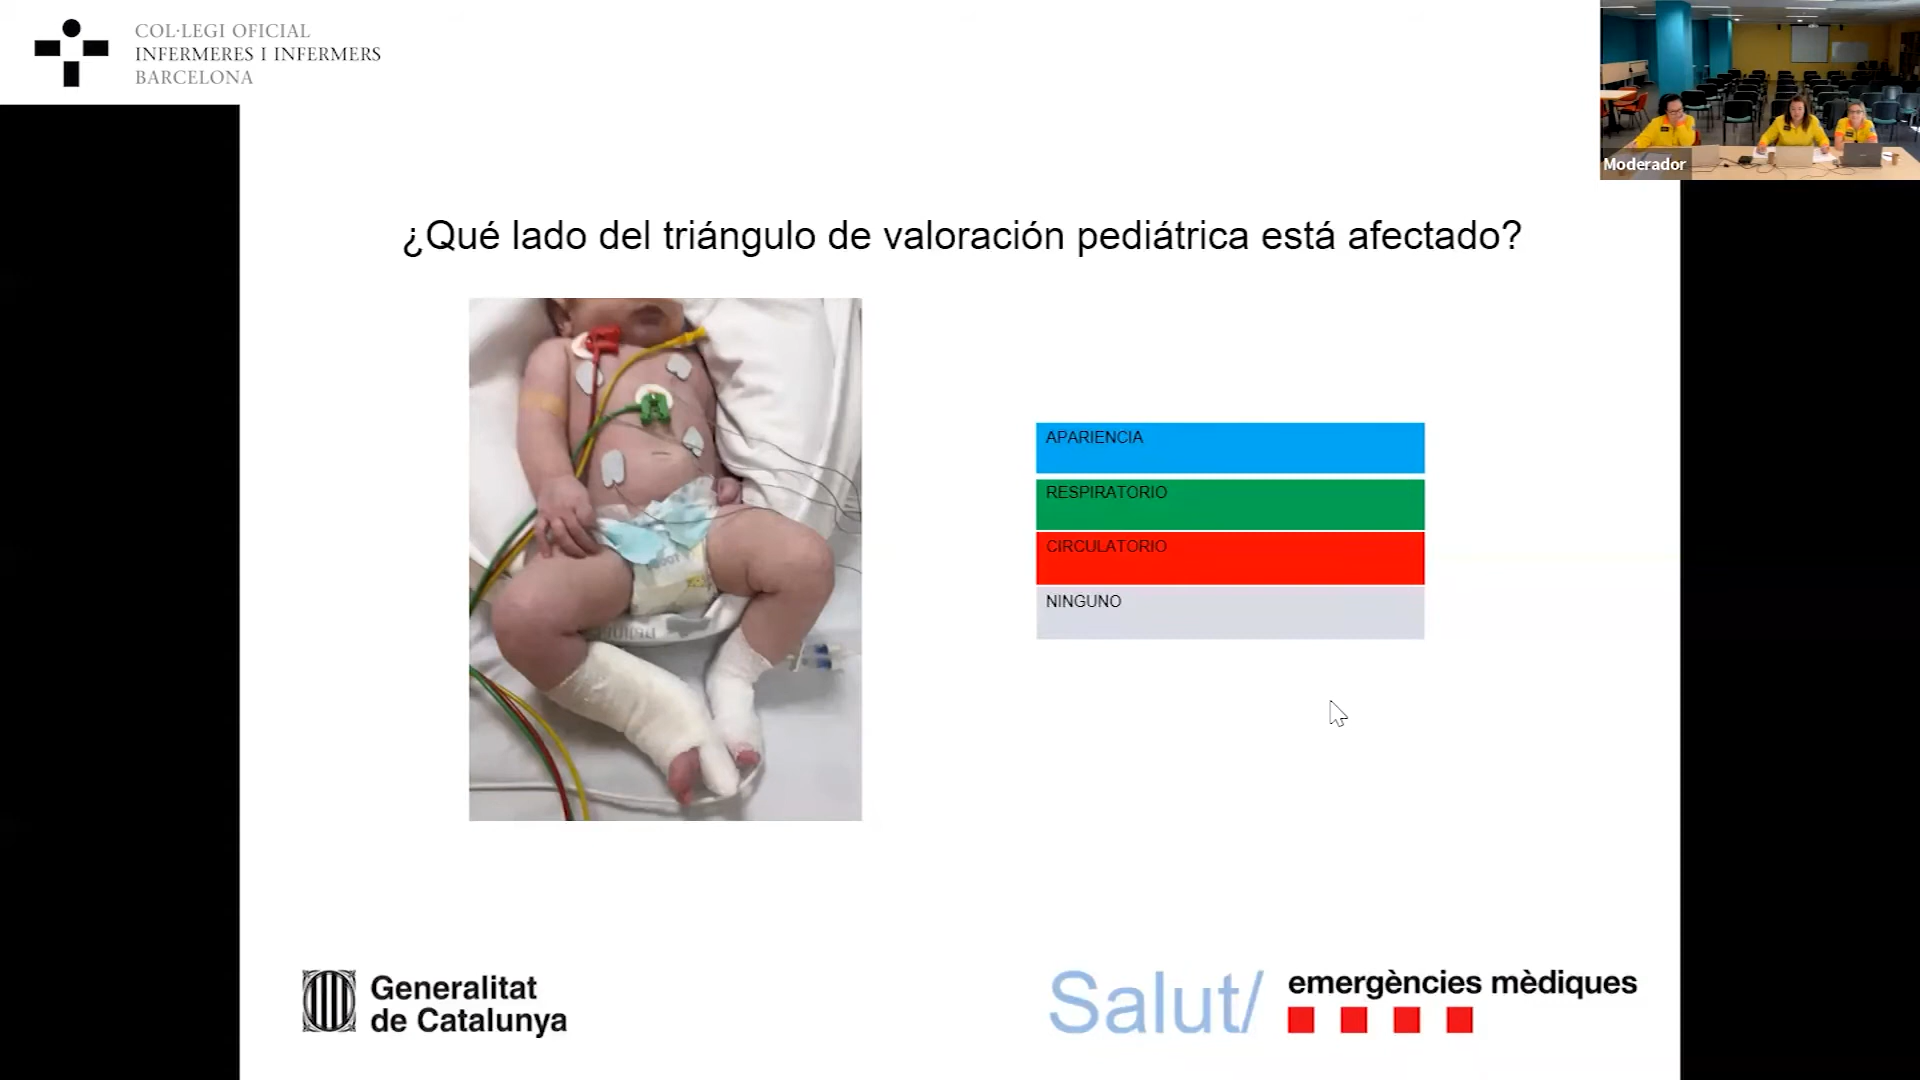 COL·LEGI OFICIAL
INFERMERES I INFERMERS
BARCELONA
Moderador
¿Qué lado del triángulo de valoración pediátrica está afectado?
APARIENCIA
RESPIRATORIO
CIRCULATORIO
NINGUNO
Generalitat
de Catalunya
Salut/
emergències mèdiques